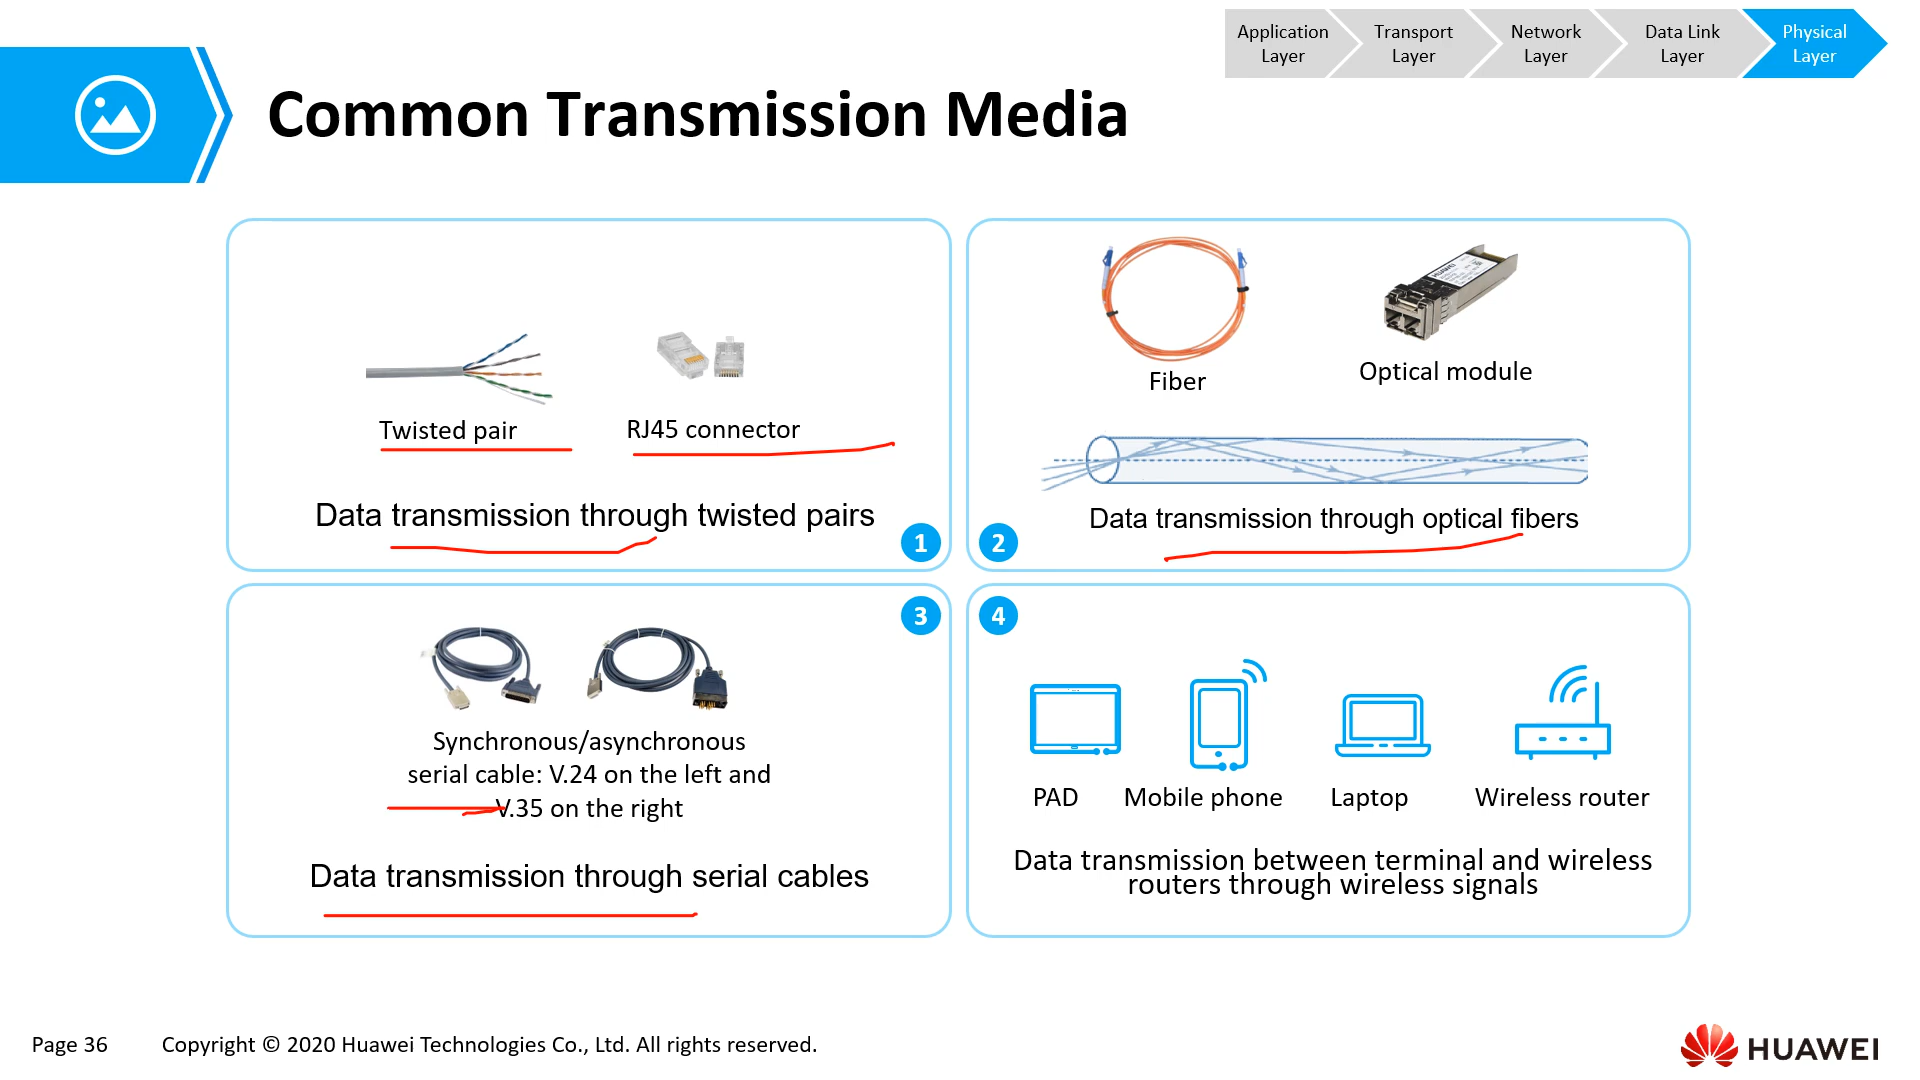 Application
Layer
Transport
Layer
Network
Layer
Data Link
Layer
Physical
Layer
Common Transmission Media
Twisted pair
RJ45 connector
Data transmission through twisted pairs
1
HUAWEI
Fiber
Optical module
Data transmission through optical fibers
2
3
Synchronous/asynchronous
serial cable: V.24 on the left and
V.35 on the right
Data transmission through serial cables
4
PAD
Mobile phone
Laptop
Wireless router
Data transmission between terminal and wireless
routers through wireless signals
Page 36
Copyright © 2020 Huawei Technologies Co., Ltd. All rights reserved.
HUAWEI